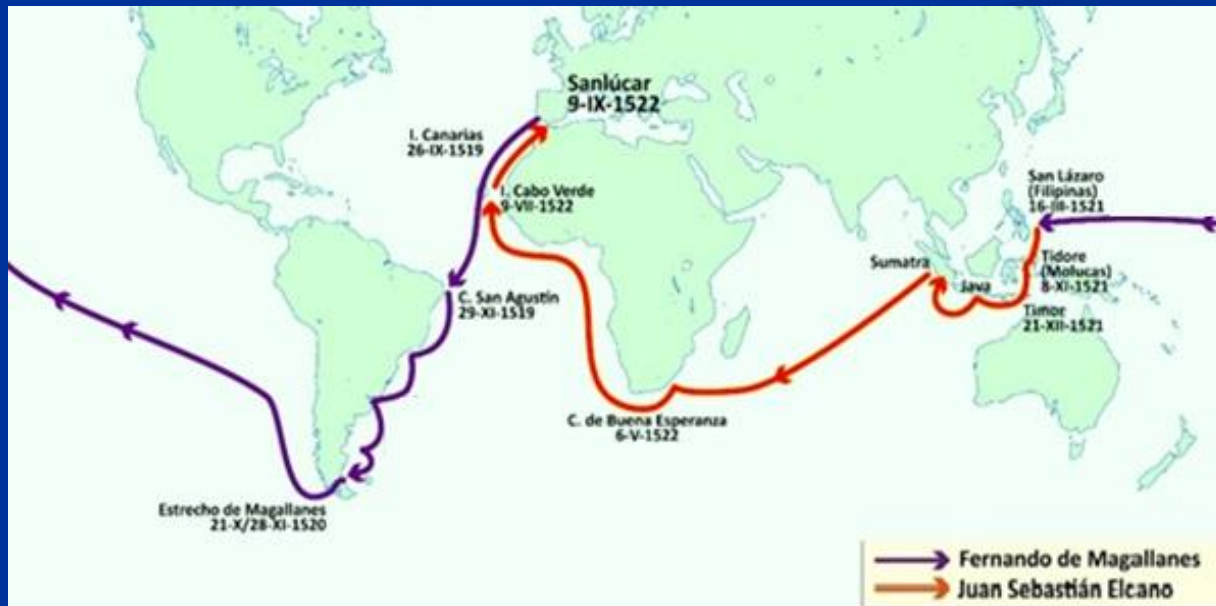 Sanlúcar
9-IX-1522
I. Canarias
26-IX-1519
I. Cabo Verde
9-VII-1522
San Lázaro
(Filipinas)
16-III-1521
Sumatra
Java
Tidore
(Molucas)
8-XI-1521
Timor
21-XII-1521
C. San Agustín
29-XI-1519
C. de Buena Esperanza
6-V-1522
Estrecho de Magallanes
21-X/28-XI-1520
Fernando de Magallanes
Juan Sebastián Elcano